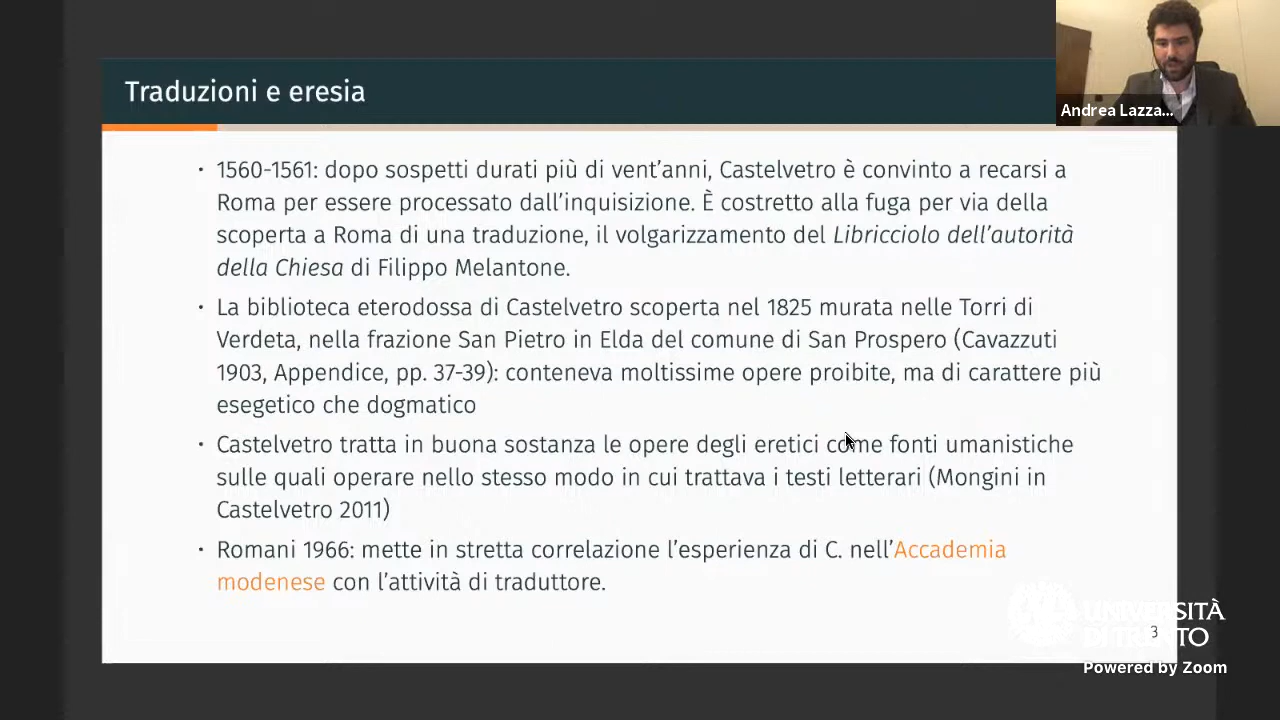 Traduzioni e eresia
Andrea Lazza...
· 1560-1561: dopo sospetti durati più di vent’anni, Castelvetro è convinto a recarsi a
Roma per essere processato dall’inquisizione. È costretto alla fuga per via della
scoperta a Roma di una traduzione, il volgarizzamento del Libricciolo dell’autorità
della Chiesa di Filippo Melantone.
· La biblioteca eterodossa di Castelvetro scoperta nel 1825 murata nelle Torri di
Verdeta, nella frazione San Pietro in Elda del comune di San Prospero (Cavazzuti
1903, Appendice, pp. 37-39): conteneva moltissime opere proibite, ma di carattere più
esegetico che dogmatico
· Castelvetro tratta in buona sostanza le opere degli eretici come fonti umanistiche
sulle quali operare nello stesso modo in cui trattava i testi letterari (Mongini in
Castelvetro 2011)
· Romani 1966: mette in stretta correlazione l’esperienza di C. nell’Accademia
modenese con l’attività di traduttore.
UNIVERSITÀ
DI TRENTO
3
Powered by Zoom